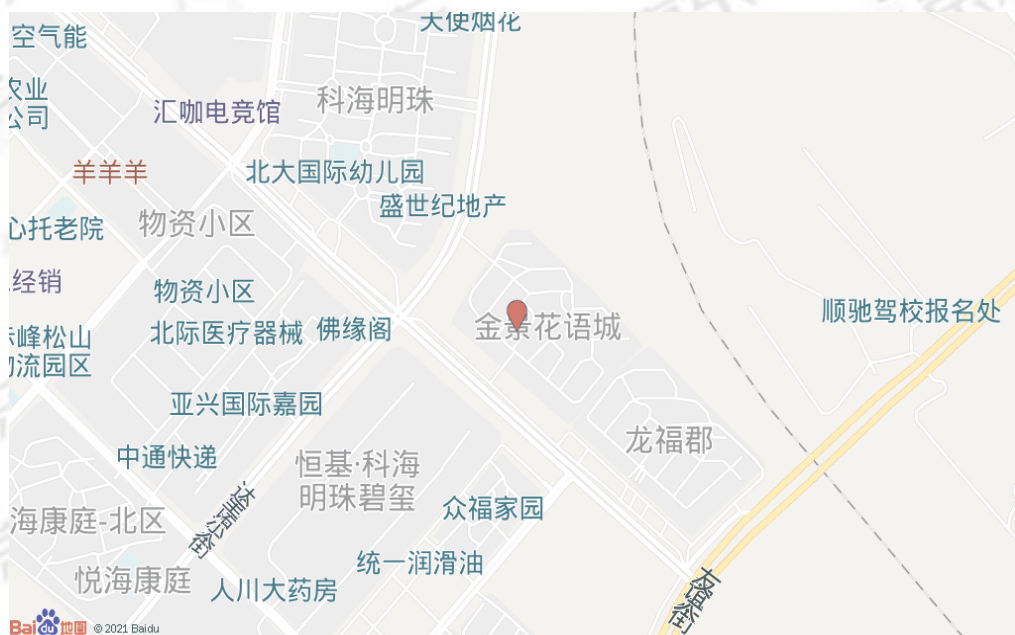 天使烟花
空气能
农业
公司
科海明珠
汇咖电竞馆
羊羊羊
北大国际幼儿园
盛世纪地产
物资小区
心托老院
经销
物资小区
顺驰驾校报名处
金景花语城
北际医疗器械
佛缘阁
峰松山
流园区
亚兴国际嘉园
龙福郡
中通快递
恒基·科海
明珠碧玺
众福家园
海康庭-北区
统一润滑油
悦海康庭
人川大药房
Bai du 地图
© 2021 Baidu